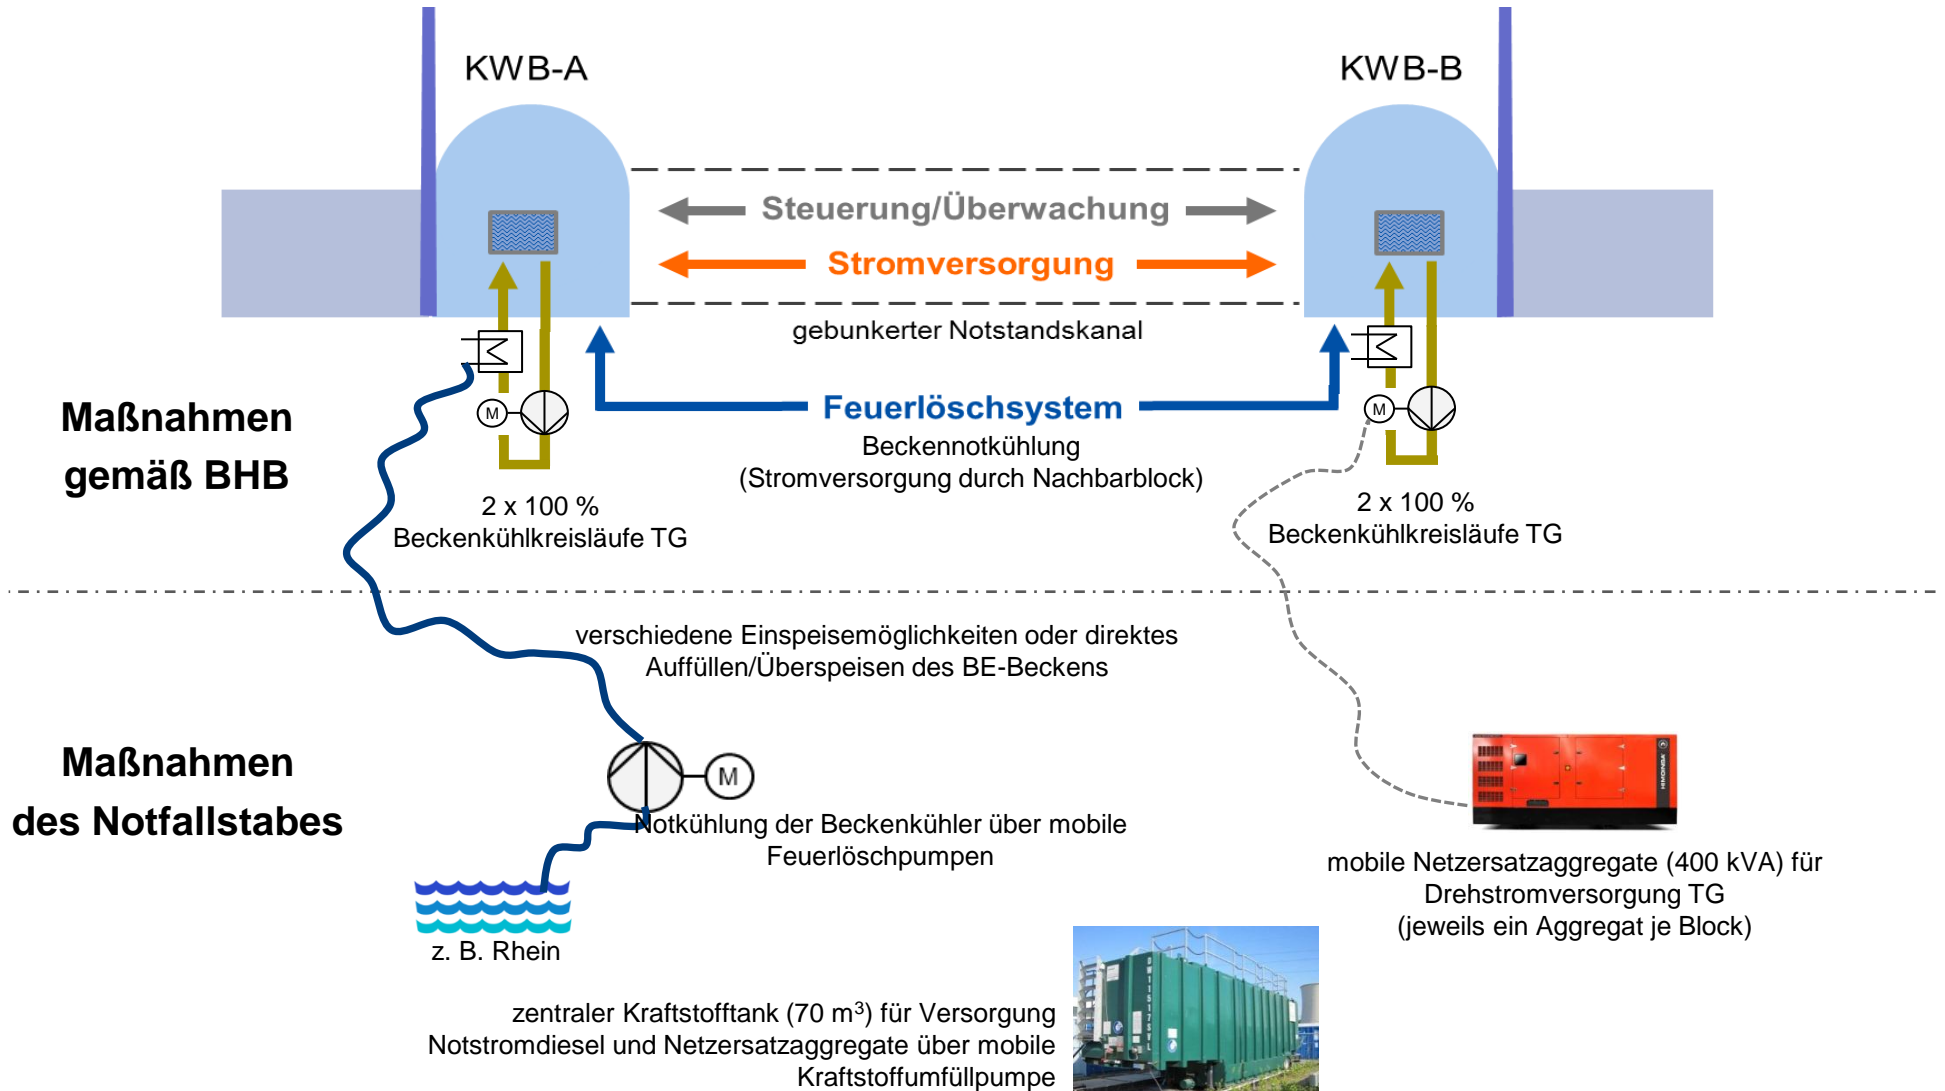 KWB-A
KWB-B
Steuerung/Überwachung
Stromversorgung
gebunkerter Notstandskanal
Maßnahmen
gemäß BHB
M
M
Feuerlöschsystem
Beckennotkühlung
(Stromversorgung durch Nachbarblock)
2 x 100 %
Beckenkühlkreisläufe TG
2 x 100 %
Beckenkühlkreisläufe TG
verschiedene Einspeisemöglichkeiten oder direktes
Auffüllen/Überspeisen des BE-Beckens
Maßnahmen
des Notfallstabes
M
HIMOINSA
Notkühlung der Beckenkühler über mobile
Feuerlöschpumpen
z. B. Rhein
mobile Netzersatzaggregate (400 kVA) für
Drehstromversorgung TG
(jeweils ein Aggregat je Block)
zentraler Kraftstofftank (70 m³) für Versorgung
Notstromdiesel und Netzersatzaggregate über mobile
Kraftstoffumfüllpumpe